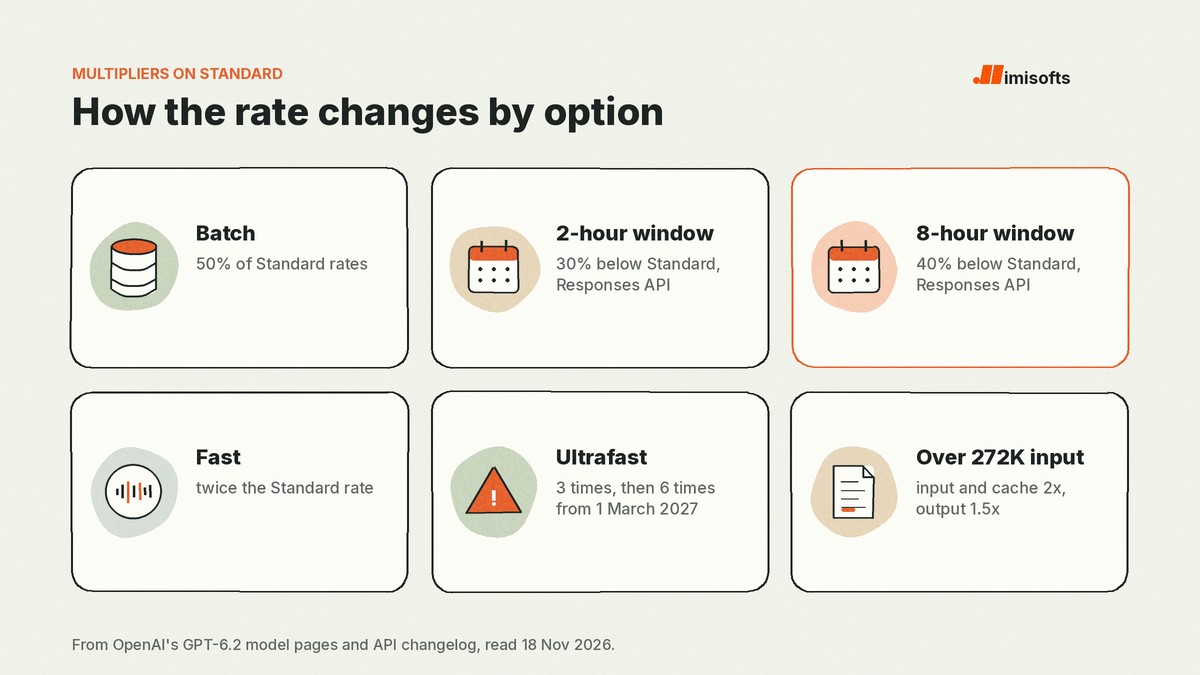 MULTIPLIERS ON STANDARD
imisofts
How the rate changes by option
Batch
50% of Standard rates
2-hour window
30% below Standard,
Responses API
8-hour window
40% below Standard,
Responses API
Fast
twice the Standard rate
Ultrafast
3 times, then 6 times
from 1 March 2027
Over 272K input
input and cache 2x,
output 1.5x
From OpenAI's GPT-6.2 model pages and API changelog, read 18 Nov 2026.